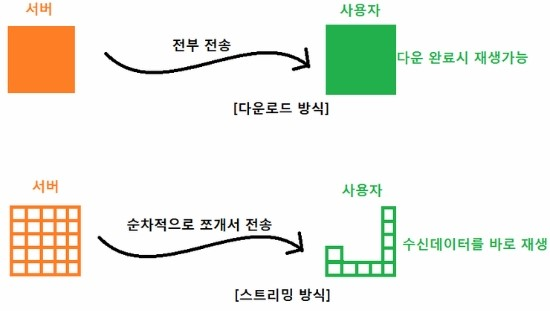 서버
사용자
전부 전송
다운 완료시 재생가능
[다운로드 방식]
서버
사용자
순차적으로 쪼개서 전송
수신데이터를 바로 재생
[스트리밍 방식]